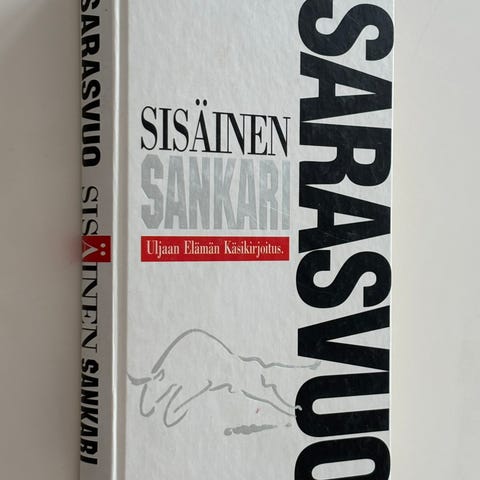 SARASVUO SISÄINEN SANKARI
SISÄINEN
SANKARI
Uljaan Elämän Käsikirjoitus.
SARASVUO